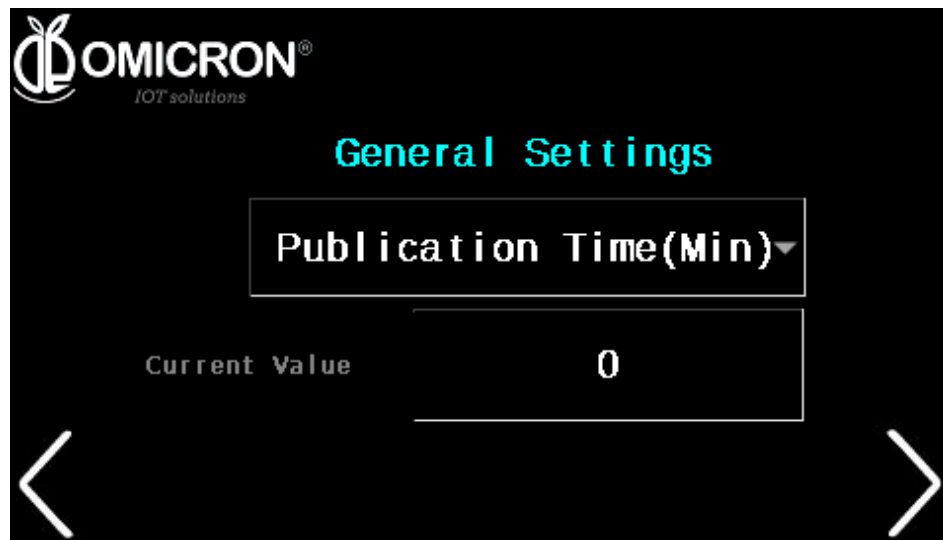 OMICRON®
IOT solutions
General Settings
Publication Time(Min)
Current Value
0